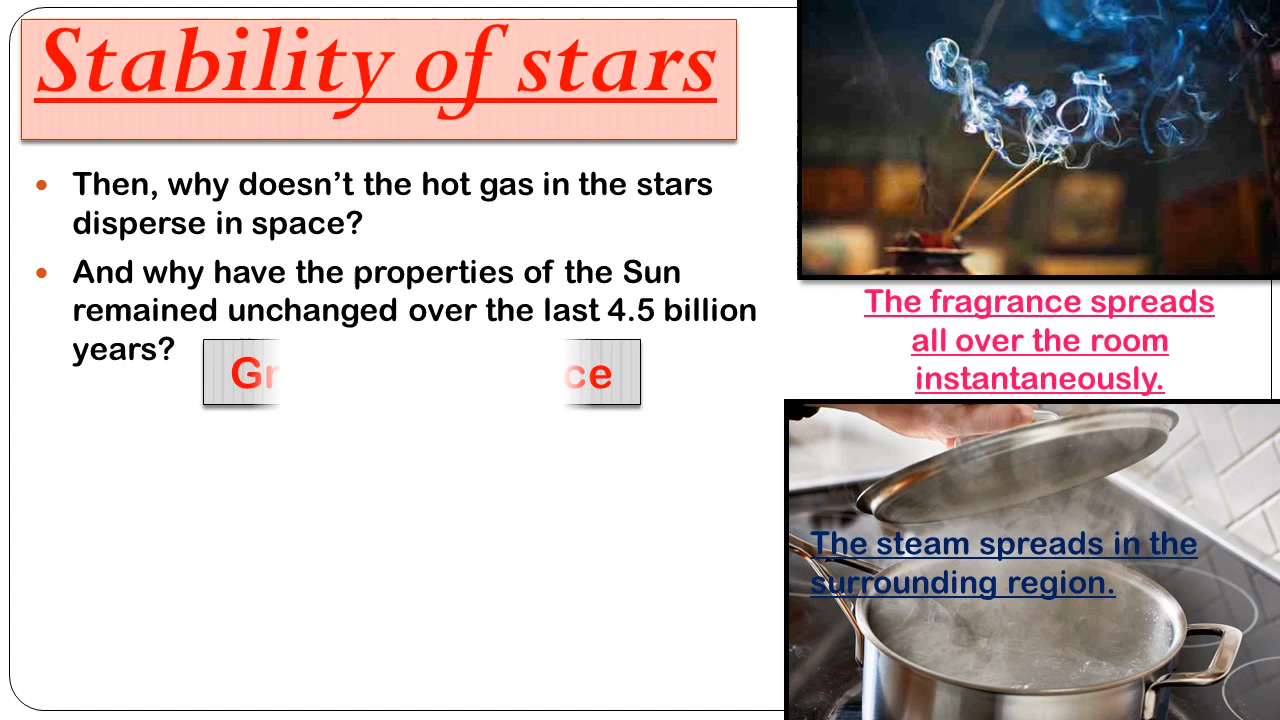 Stability of stars
• Then, why doesn’t the hot gas in the stars
disperse in space?
• And why have the properties of the Sun
remained unchanged over the last 4.5 billion
years?
The fragrance spreads
all over the room
instantaneously.
The steam spreads in the
surrounding region.